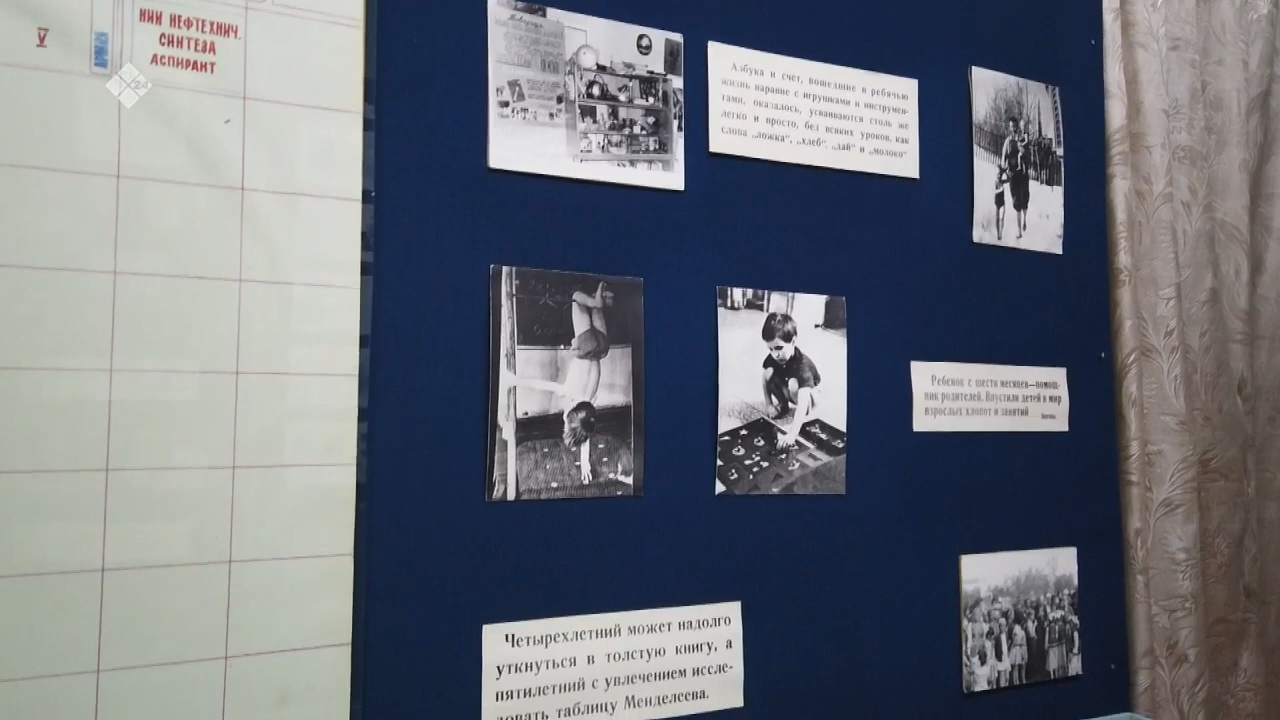 V
НИИ НЕФТЕХНИЧ.
СИНТЕЗА
АСПИРАНТ
24
Азбука и счет, вошедшие в ребячью
жизнь наравне с игрушками и инструмен-
тами, оказалось, усваиваются столь же
легко и просто, без всяких уроков, как
слова „ложка", „хлеб", „дай" и „молоко"
Ребенок с шести месяцев—помощ-
ник родителей. Впустили детей в мир
взрослых хлопот и занятий
Четырехлетний может надолго
уткнуться в толстую книгу, а
пятилетний с увлечением иссле-
довать таблицу Менделеева.